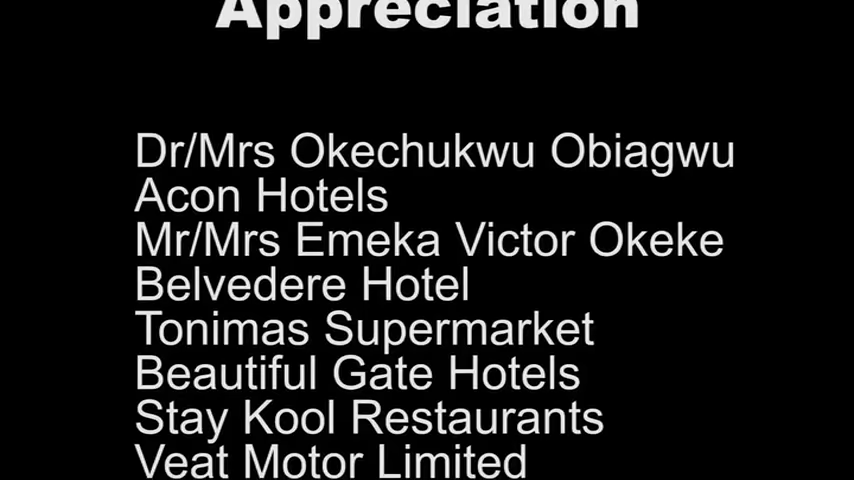 Appreciation
Dr/Mrs Okechukwu Obiagwu
Acon Hotels
Mr/Mrs Emeka Victor Okeke
Belvedere Hotel
Tonimas Supermarket
Beautiful Gate Hotels
Stay Kool Restaurants
Veat Motor Limited